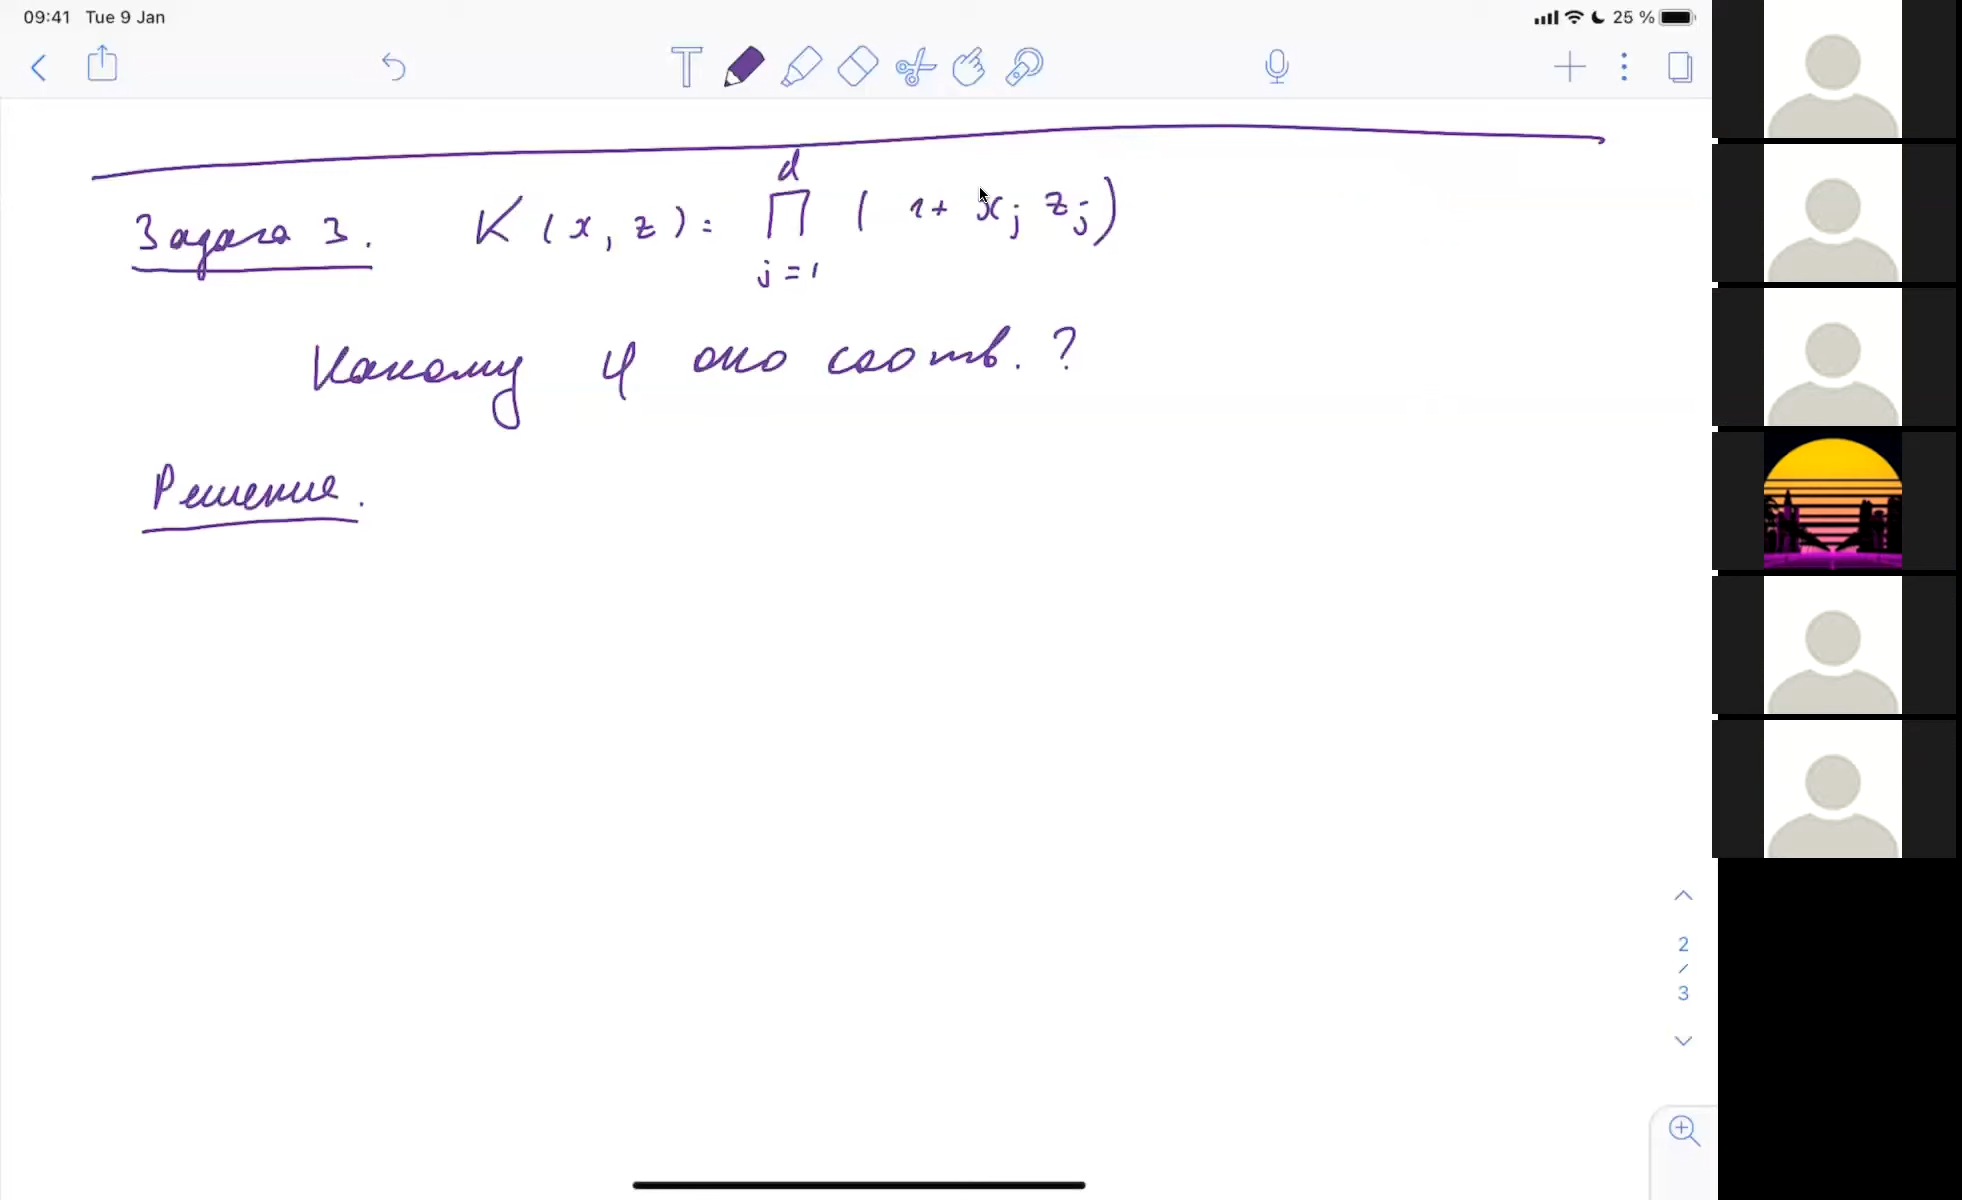 09:41 Tue 9 Jan 25 %
Задача 3. K(x, z) = ∏_{j=1}^{d} (1 + x_j z_j)
Какому φ оно соотв. ?
Решение.
2
/
3